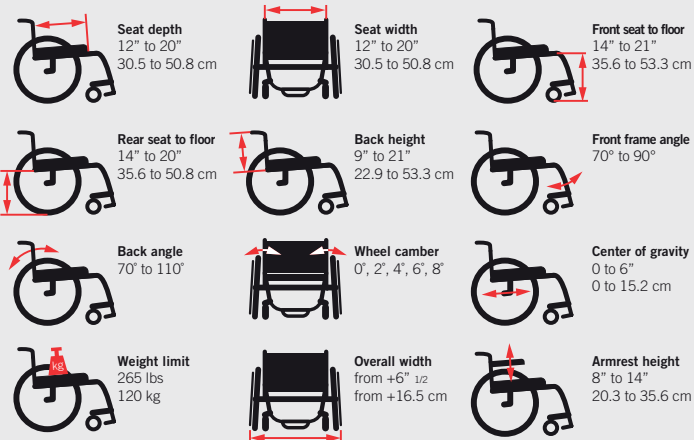 Seat depth
12” to 20”
30.5 to 50.8 cm
Seat width
12” to 20”
30.5 to 50.8 cm
Front seat to floor
14” to 21”
35.6 to 53.3 cm
Rear seat to floor
14” to 20”
35.6 to 50.8 cm
Back height
9” to 21”
22.9 to 53.3 cm
Front frame angle
70° to 90°
Back angle
70° to 110°
Wheel camber
0°, 2°, 4°, 6°, 8°
Center of gravity
0 to 6”
0 to 15.2 cm
kg
Weight limit
265 lbs
120 kg
Overall width
from +6” 1/2
from +16.5 cm
Armrest height
8” to 14”
20.3 to 35.6 cm